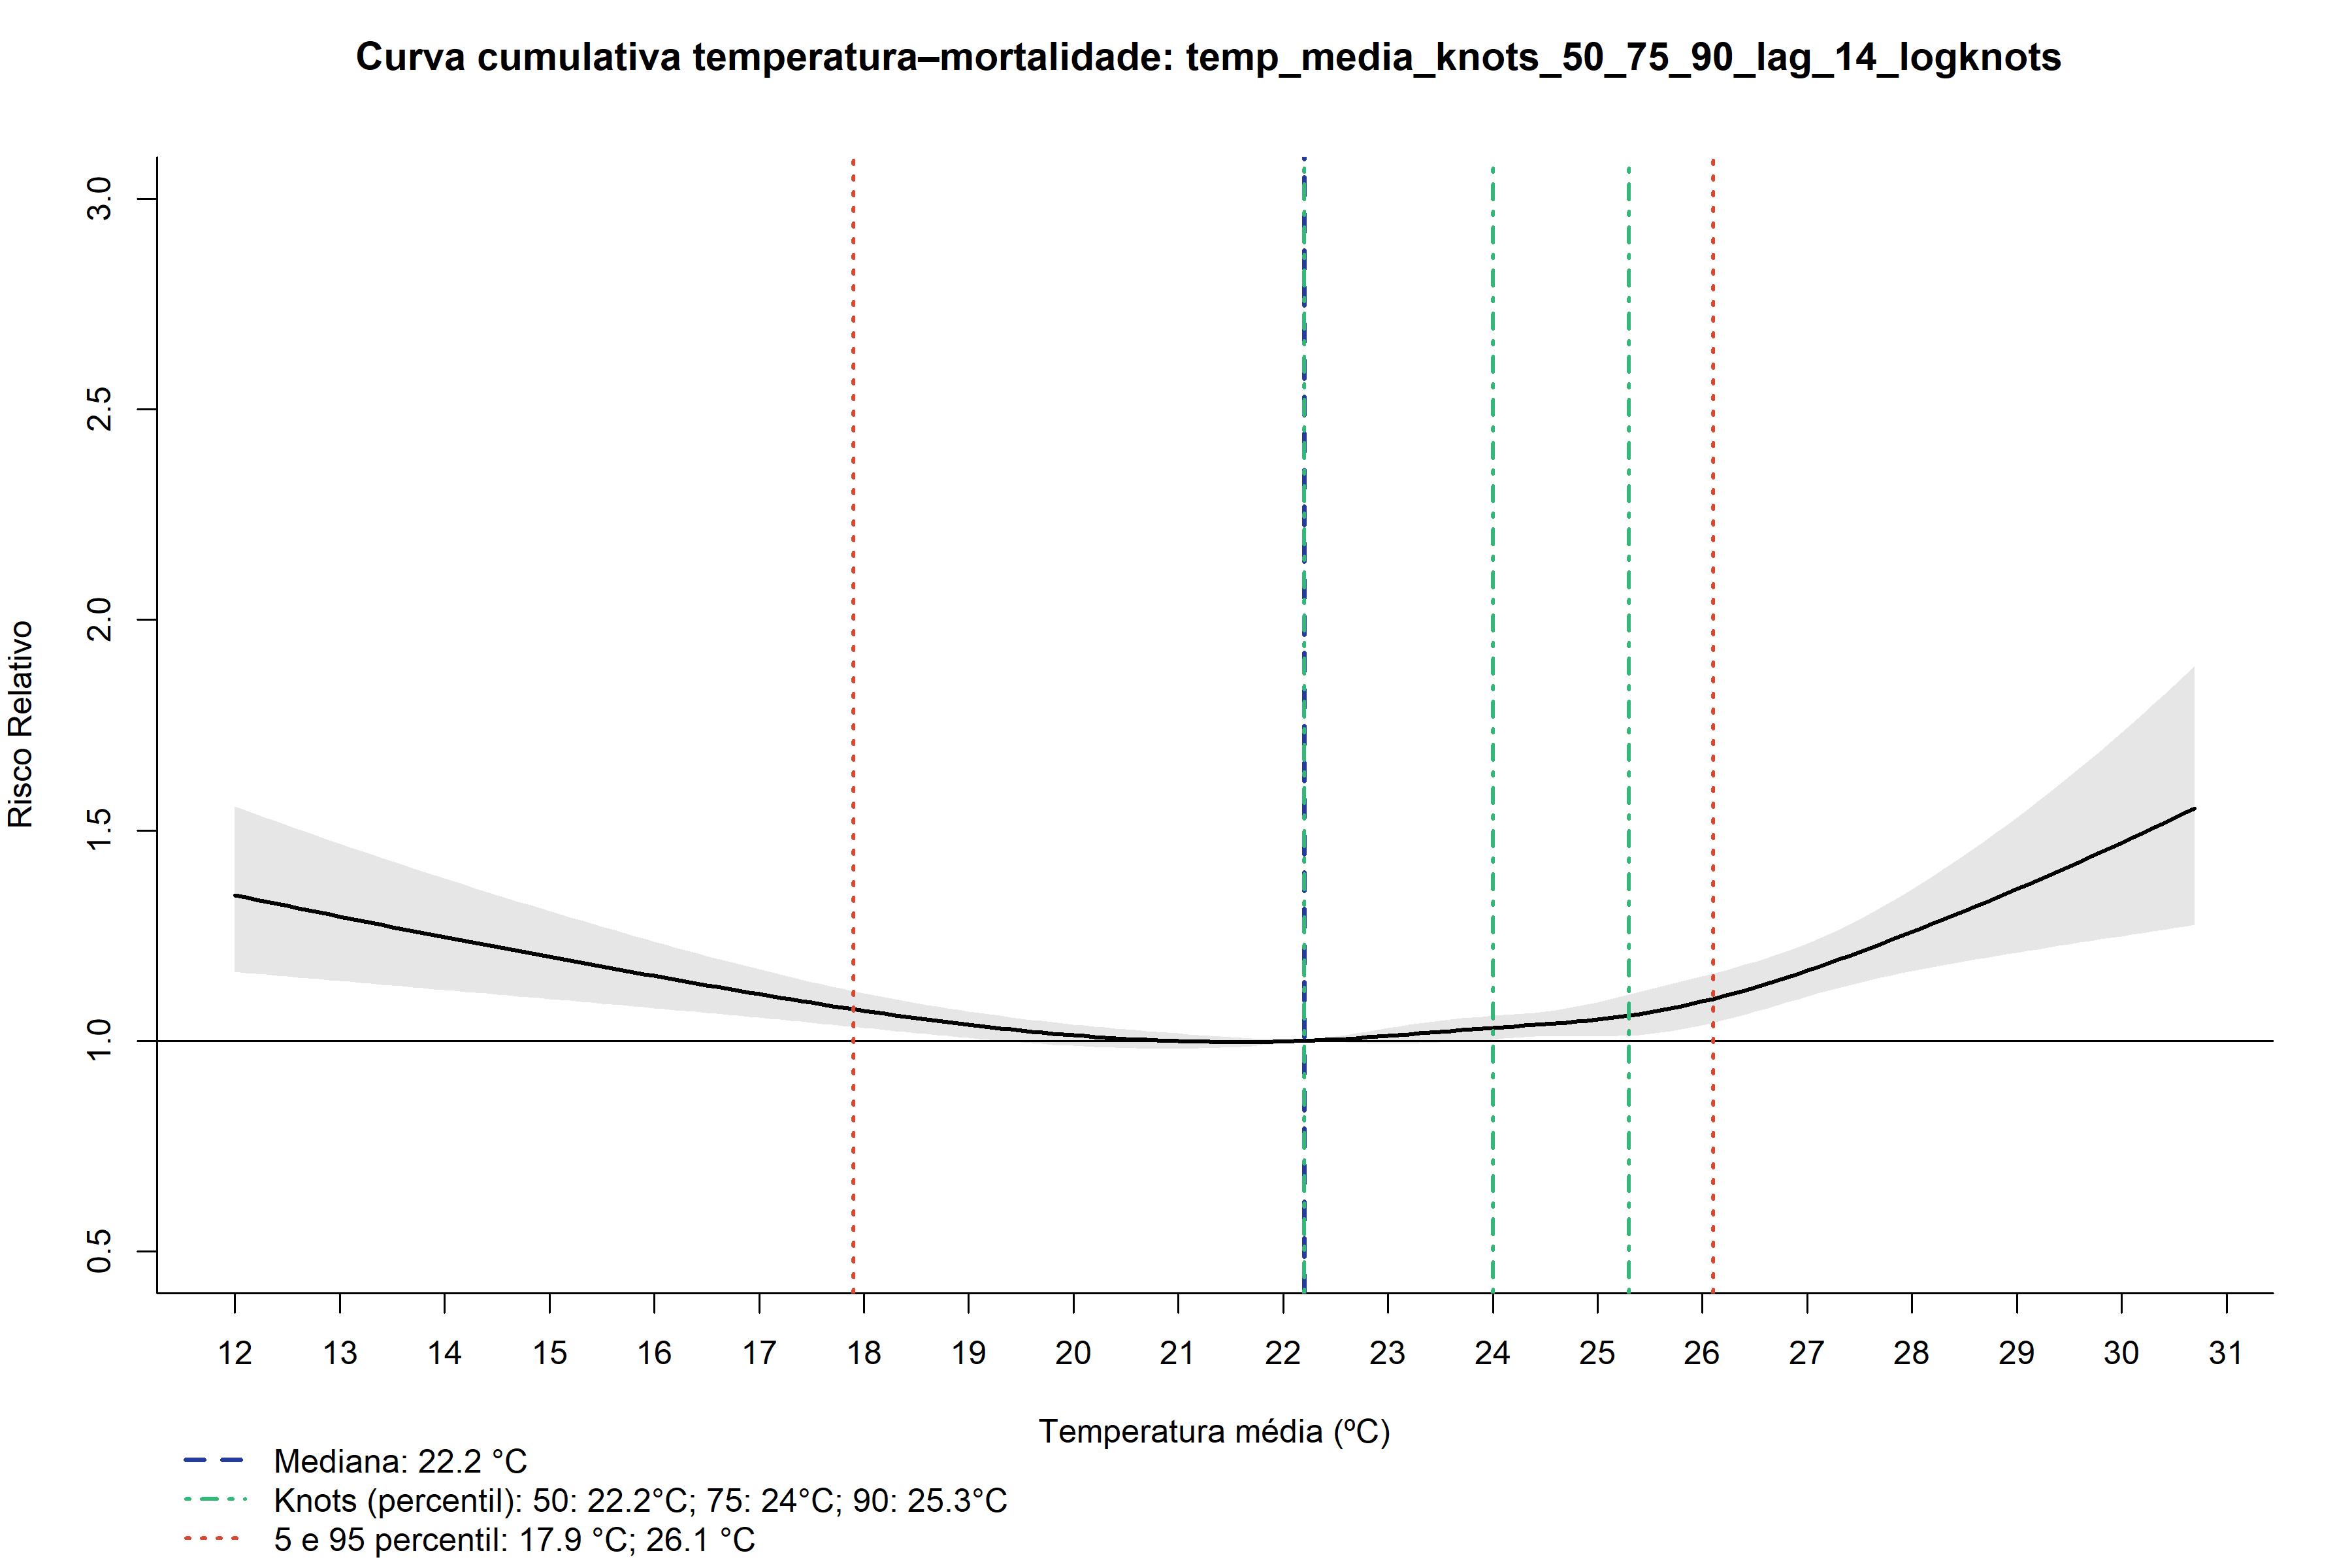 Curva cumulativa temperatura–mortalidade: temp_media_knots_50_75_90_lag_14_logknots
3.0
2.5
2.0
1.5
1.0
0.5
Risco Relativo
12 13 14 15 16 17 18 19 20 21 22 23 24 25 26 27 28 29 30 31
Temperatura média (ºC)
Mediana: 22.2 °C
Knots (percentil): 50: 22.2°C; 75: 24°C; 90: 25.3°C
5 e 95 percentil: 17.9 °C; 26.1 °C